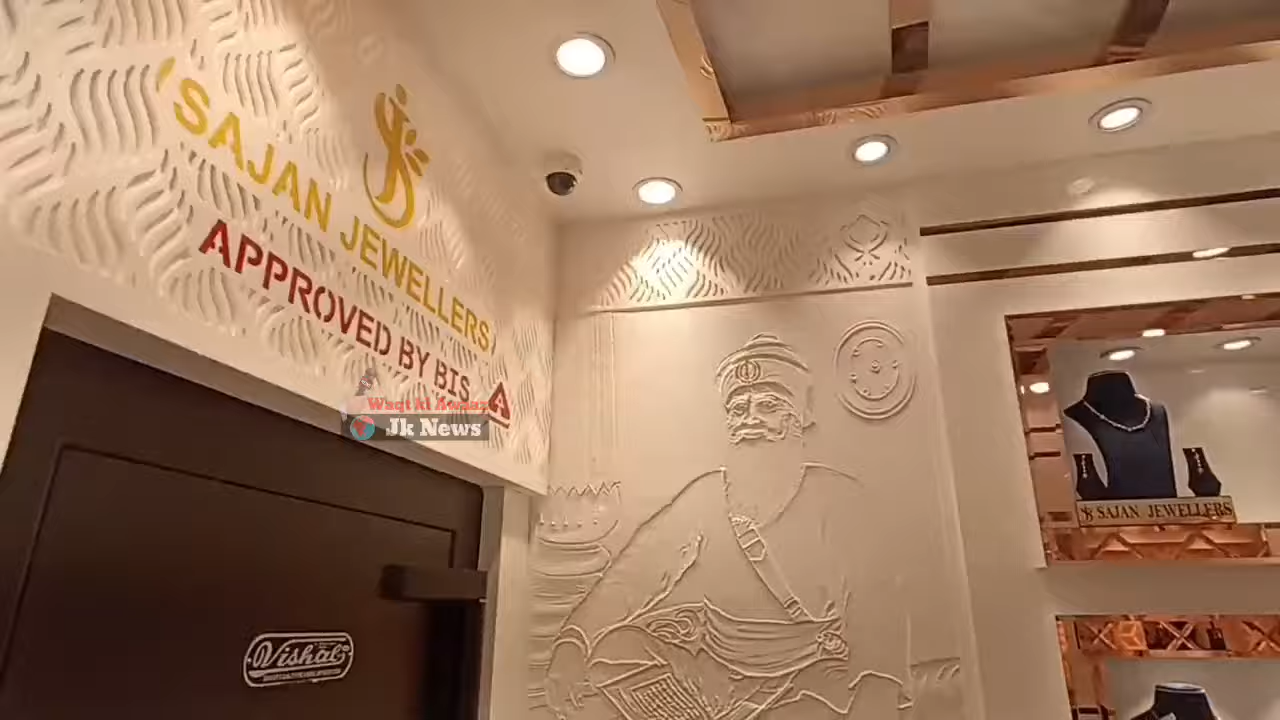 SAJAN JEWELLERS
APPROVED BY BIS
Waqt ki Awaaz
Jk News
Vishal
SAJAN JEWELLERS